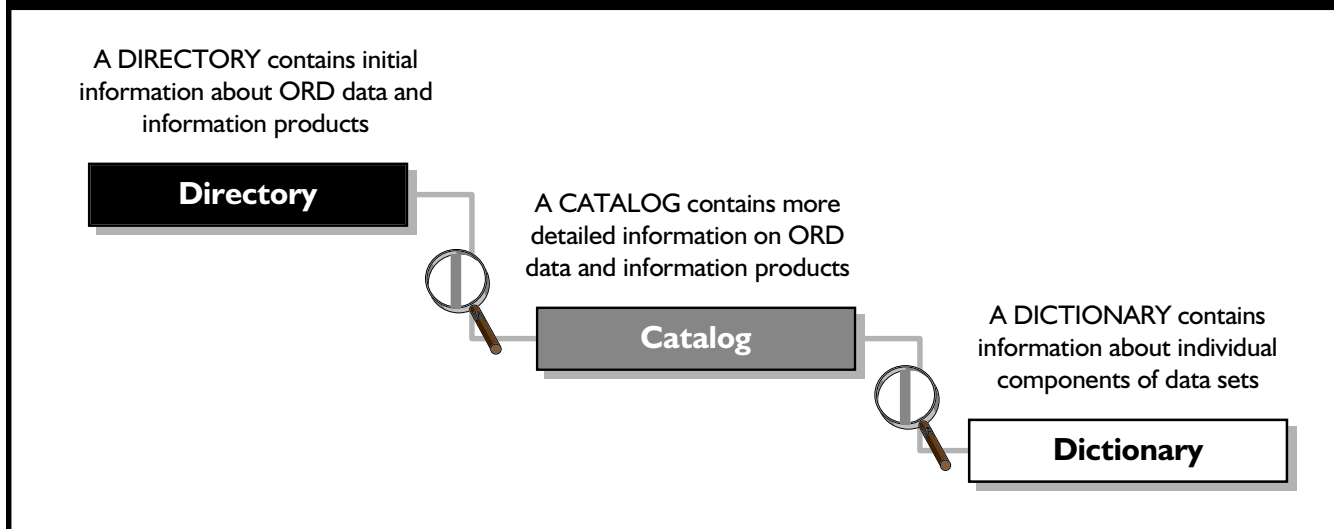 A DIRECTORY contains initial
information about ORD data and
information products
Directory
A CATALOG contains more
detailed information on ORD
data and information products
Catalog
A DICTIONARY contains
information about individual
components of data sets
Dictionary